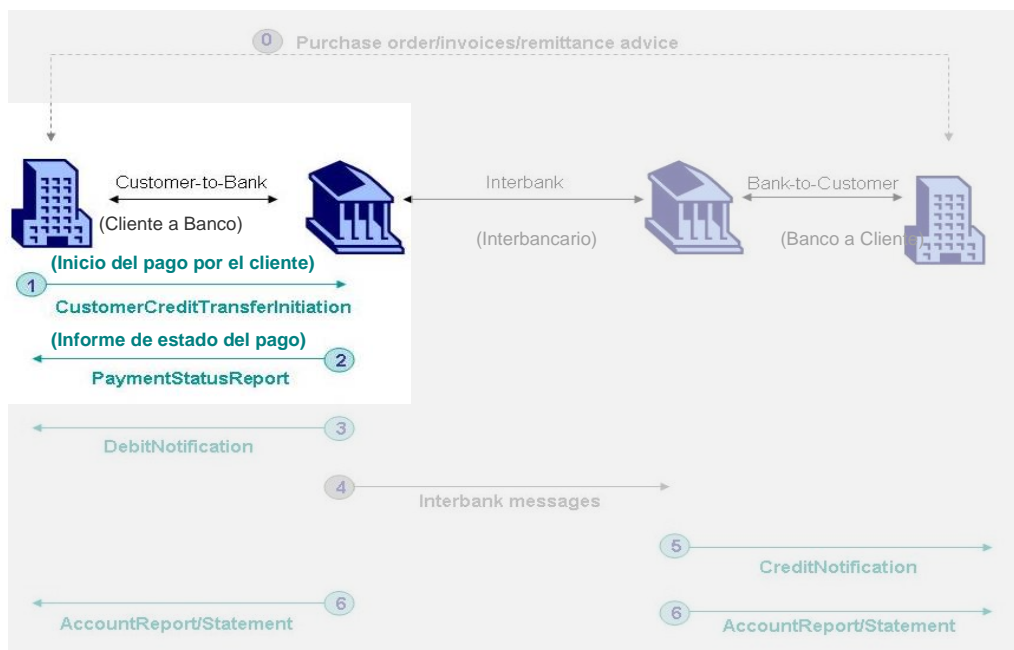 0 Purchase order/invoices/remittance advice
Customer-to-Bank
Interbank
Bank-to-Customer
(Cliente a Banco)
(Interbancario)
(Banco a Cliente)
(Inicio del pago por el cliente)
1
CustomerCreditTransferInitiation
(Informe de estado del pago)
2
PaymentStatusReport
3
DebitNotification
4
Interbank messages
5
CreditNotification
6
AccountReport/Statement
6
AccountReport/Statement